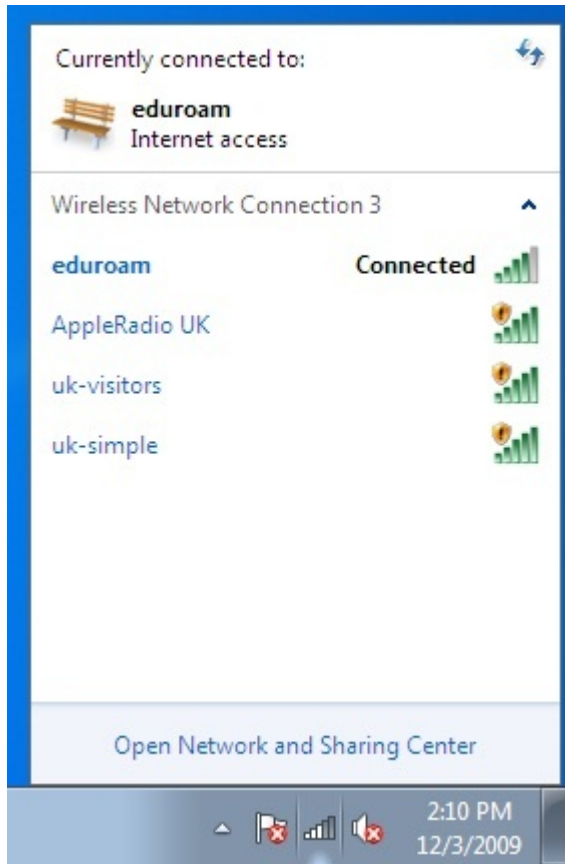 Currently connected to:
eduroam
Internet access
Wireless Network Connection 3
eduroam Connected
AppleRadio UK
uk-visitors
uk-simple
Open Network and Sharing Center
2:10 PM
12/3/2009